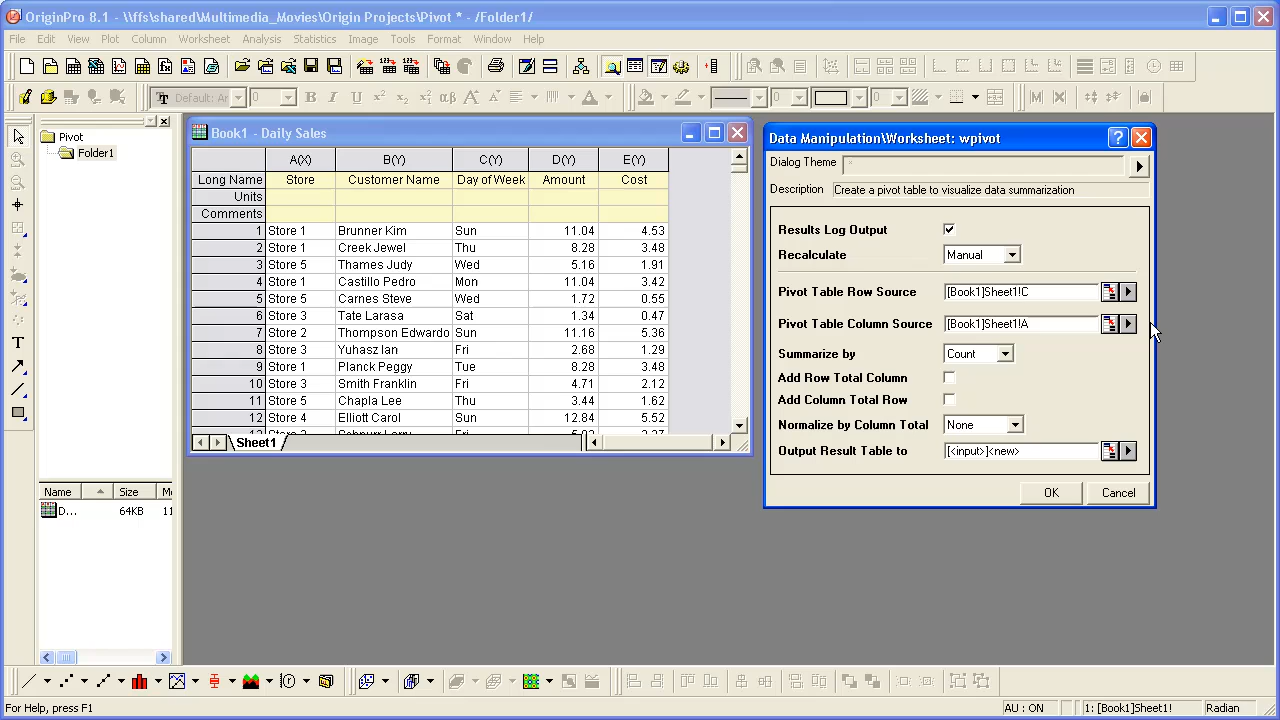 OriginPro 8.1 - \\ffs\shared\Multimedia_Movies\Origin Projects\Pivot * - /Folder1/
File Edit View Plot Column Worksheet Analysis Statistics Image Tools Format Window Help
Default: Ar 0 B I U
Pivot
Folder1
Name Size
D... 64KB 11
Book1 - Daily Sales
A(X) B(Y) C(Y) D(Y) E(Y)
Long Name Store Customer Name Day of Week Amount Cost
Units
Comments
1 Store 1 Brunner Kim Sun 11.04 4.53
2 Store 1 Creek Jewel Thu 8.28 3.48
3 Store 5 Thames Judy Wed 5.16 1.91
4 Store 1 Castillo Pedro Mon 11.04 3.42
5 Store 5 Carnes Steve Wed 1.72 0.55
6 Store 3 Tate Larasa Sat 1.34 0.47
7 Store 2 Thompson Edwardo Sun 11.16 5.36
8 Store 3 Yuhasz Ian Fri 2.68 1.29
9 Store 1 Planck Peggy Tue 8.28 3.48
10 Store 3 Smith Franklin Fri 4.71 2.12
11 Store 5 Chapla Lee Thu 3.44 1.62
12 Store 4 Elliott Carol Sun 12.84 5.52
Sheet1
Data Manipulation\Worksheet: wpivot
Dialog Theme *
Description Create a pivot table to visualize data summarization
Results Log Output
Recalculate Manual
Pivot Table Row Source [Book1]Sheet1!C
Pivot Table Column Source [Book1]Sheet1!A
Summarize by Count
Add Row Total Column
Add Column Total Row
Normalize by Column Total None
Output Result Table to [<input>]<new>
OK Cancel
For Help, press F1
AU : ON 1: [Book1]Sheet1! Radian